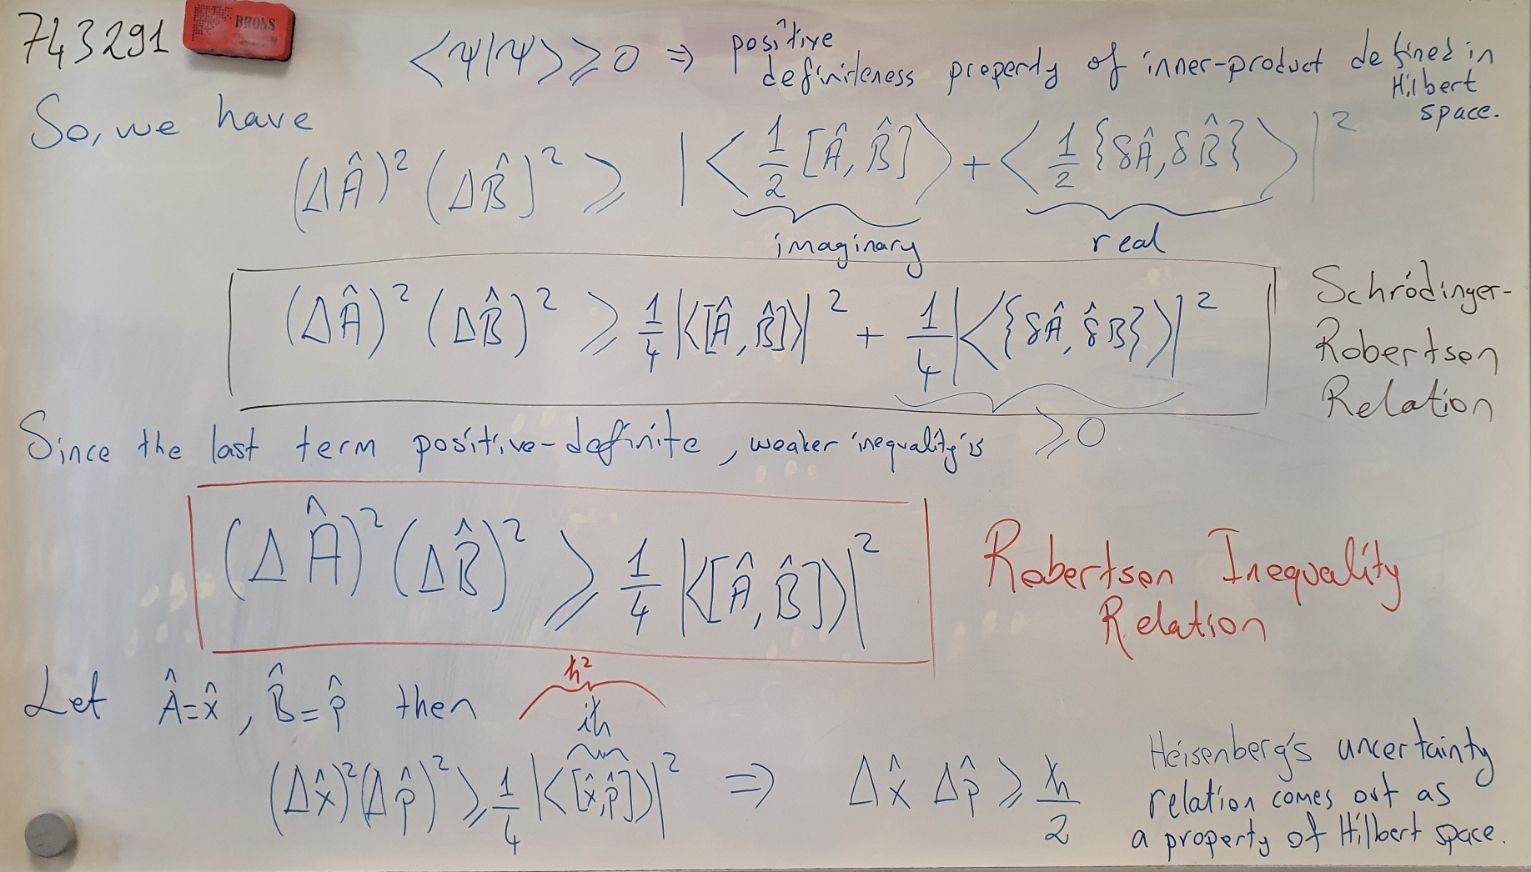 743291
BRONS
⟨Ψ|Ψ⟩ ≥ 0 ⇒ positive
definiteness property of inner-product defined in
Hilbert
space.
So, we have
(ΔÂ)² (ΔB̂)² ≥ |⟨1/2 [Â, B̂]⟩ + ⟨1/2 {δÂ, δB̂}⟩|²
imaginary real
(ΔÂ)² (ΔB̂)² ≥ 1/4 |⟨[Â, B̂]⟩|² + 1/4 |⟨{δÂ, δ̂B}⟩|²
≥ 0
Schrödinger-
Robertson
Relation
Since the last term positive-definite, weaker inequality is
(ΔÂ)² (ΔB̂)² ≥ 1/4 |⟨[Â, B̂]⟩|²
Robertson Inequality
Relation
Let Â=x̂, B̂=p̂ then
ħ²
iħ
(Δx̂)²(Δp̂)² ≥ 1/4 |⟨[x̂,p̂]⟩|² ⇒ Δx̂ Δp̂ ≥ ħ/2
Heisenberg's uncertainty
relation comes out as
a property of Hilbert space.